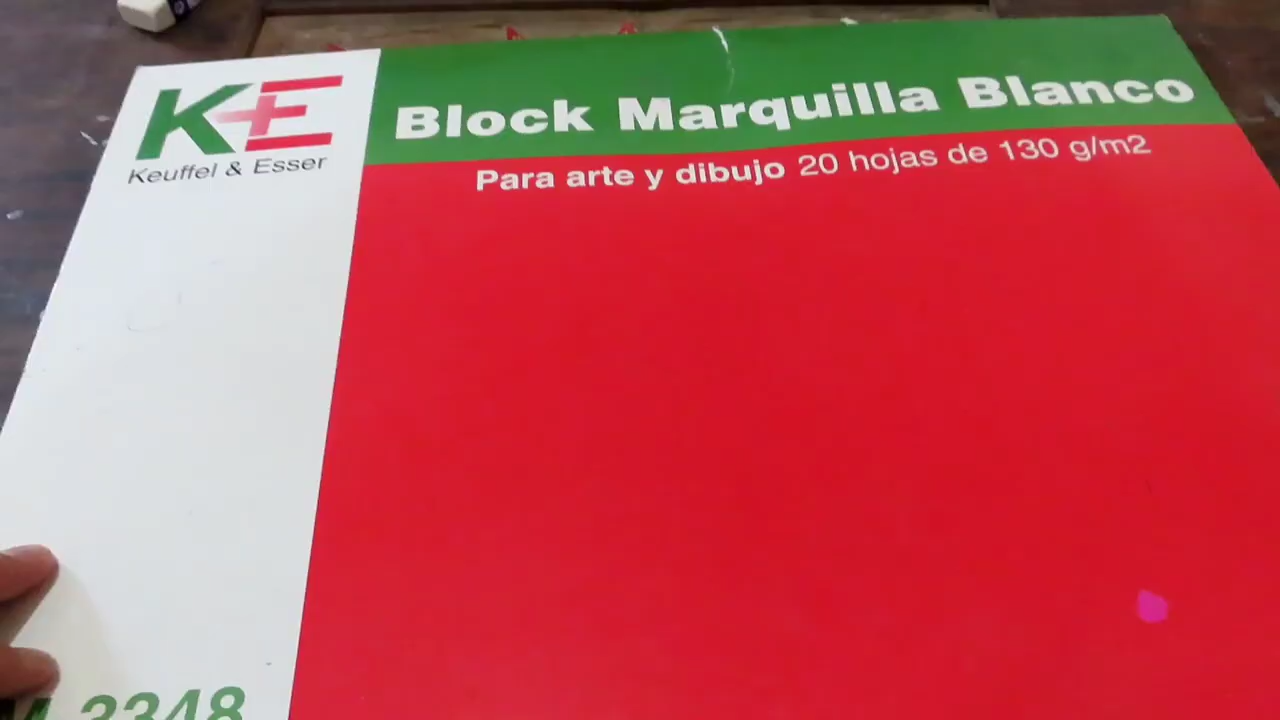 K+E
Keuffel & Esser
Block Marquilla Blanco
Para arte y dibujo 20 hojas de 130 g/m2
3348